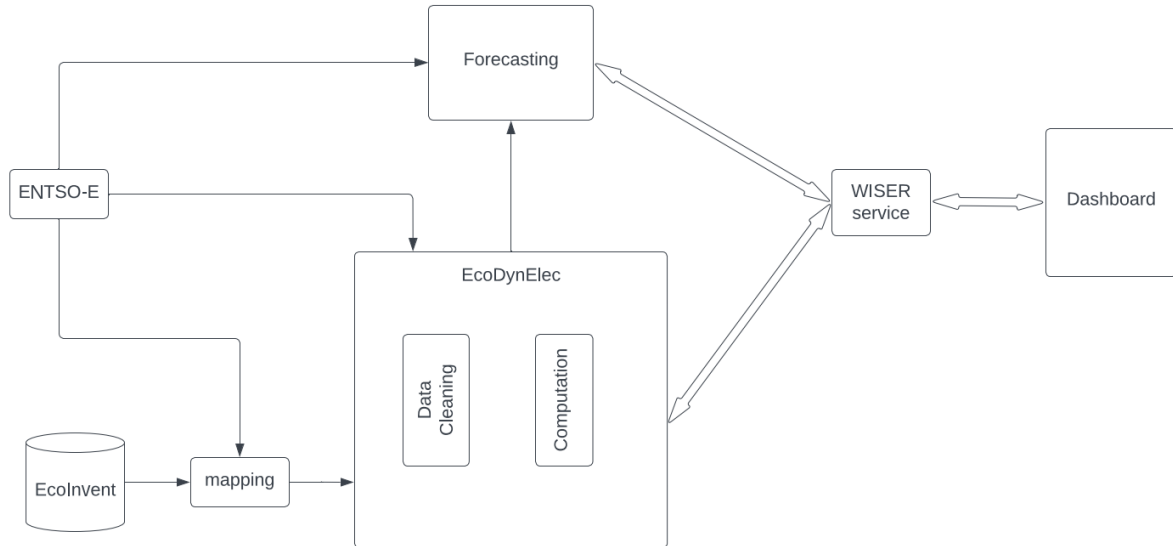 Forecasting
ENTSO-E
WISER
service
Dashboard
EcoDynElec
Data
Cleaning
Computation
EcoInvent
mapping